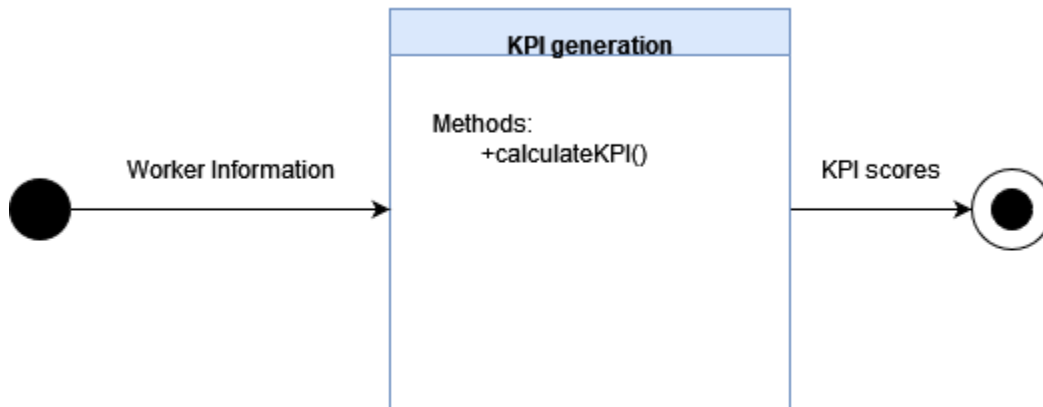 KPI generation
Methods:
+calculateKPI()
Worker Information
KPI scores